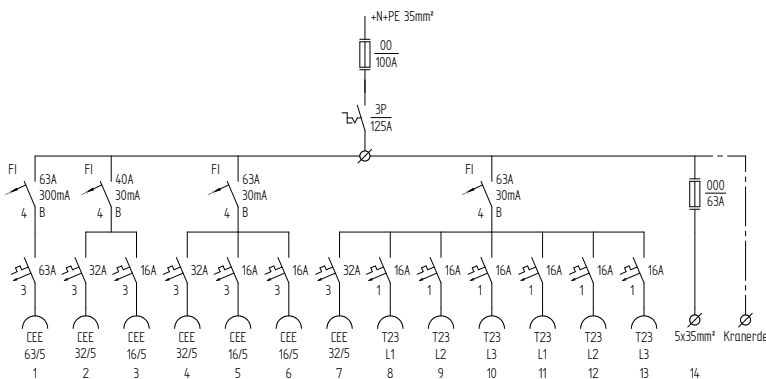 +N+PE 35mm²
00
100A
3P
125A
FI 63A FI 40A FI 63A FI 63A
300mA 30mA 30mA 30mA 000
4 B 4 B 4 B 4 B 63A
63A 32A 16A 32A 16A 16A 32A 16A 16A 16A 16A 16A 16A
3 3 3 3 3 3 3 1 1 1 1 1 1
CEE CEE CEE CEE CEE CEE CEE T23 T23 T23 T23 T23 T23 5x35mm² Kranerde
63/5 32/5 16/5 32/5 16/5 16/5 32/5 L1 L2 L3 L1 L2 L3
1 2 3 4 5 6 7 8 9 10 11 12 13 14